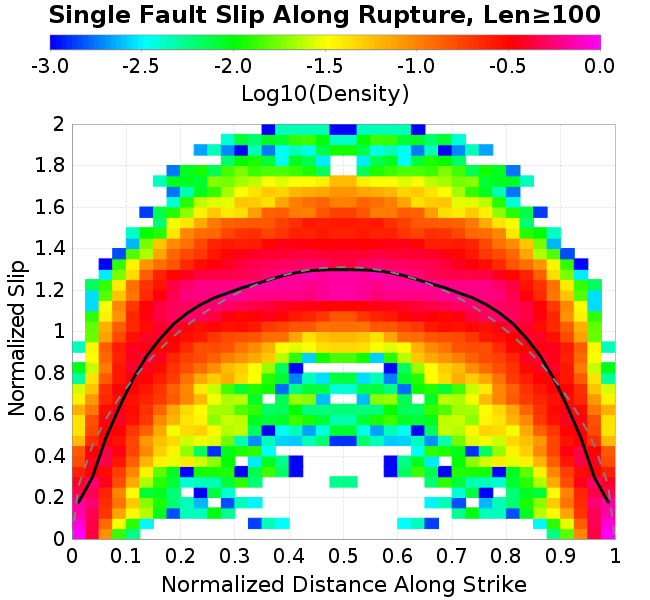 Single Fault Slip Along Rupture, Len≥100
-3.0 -2.5 -2.0 -1.5 -1.0 -0.5 0.0
Log10(Density)
Normalized Slip
2
1.8
1.6
1.4
1.2
1
0.8
0.6
0.4
0.2
0
0 0.1 0.2 0.3 0.4 0.5 0.6 0.7 0.8 0.9 1
Normalized Distance Along Strike